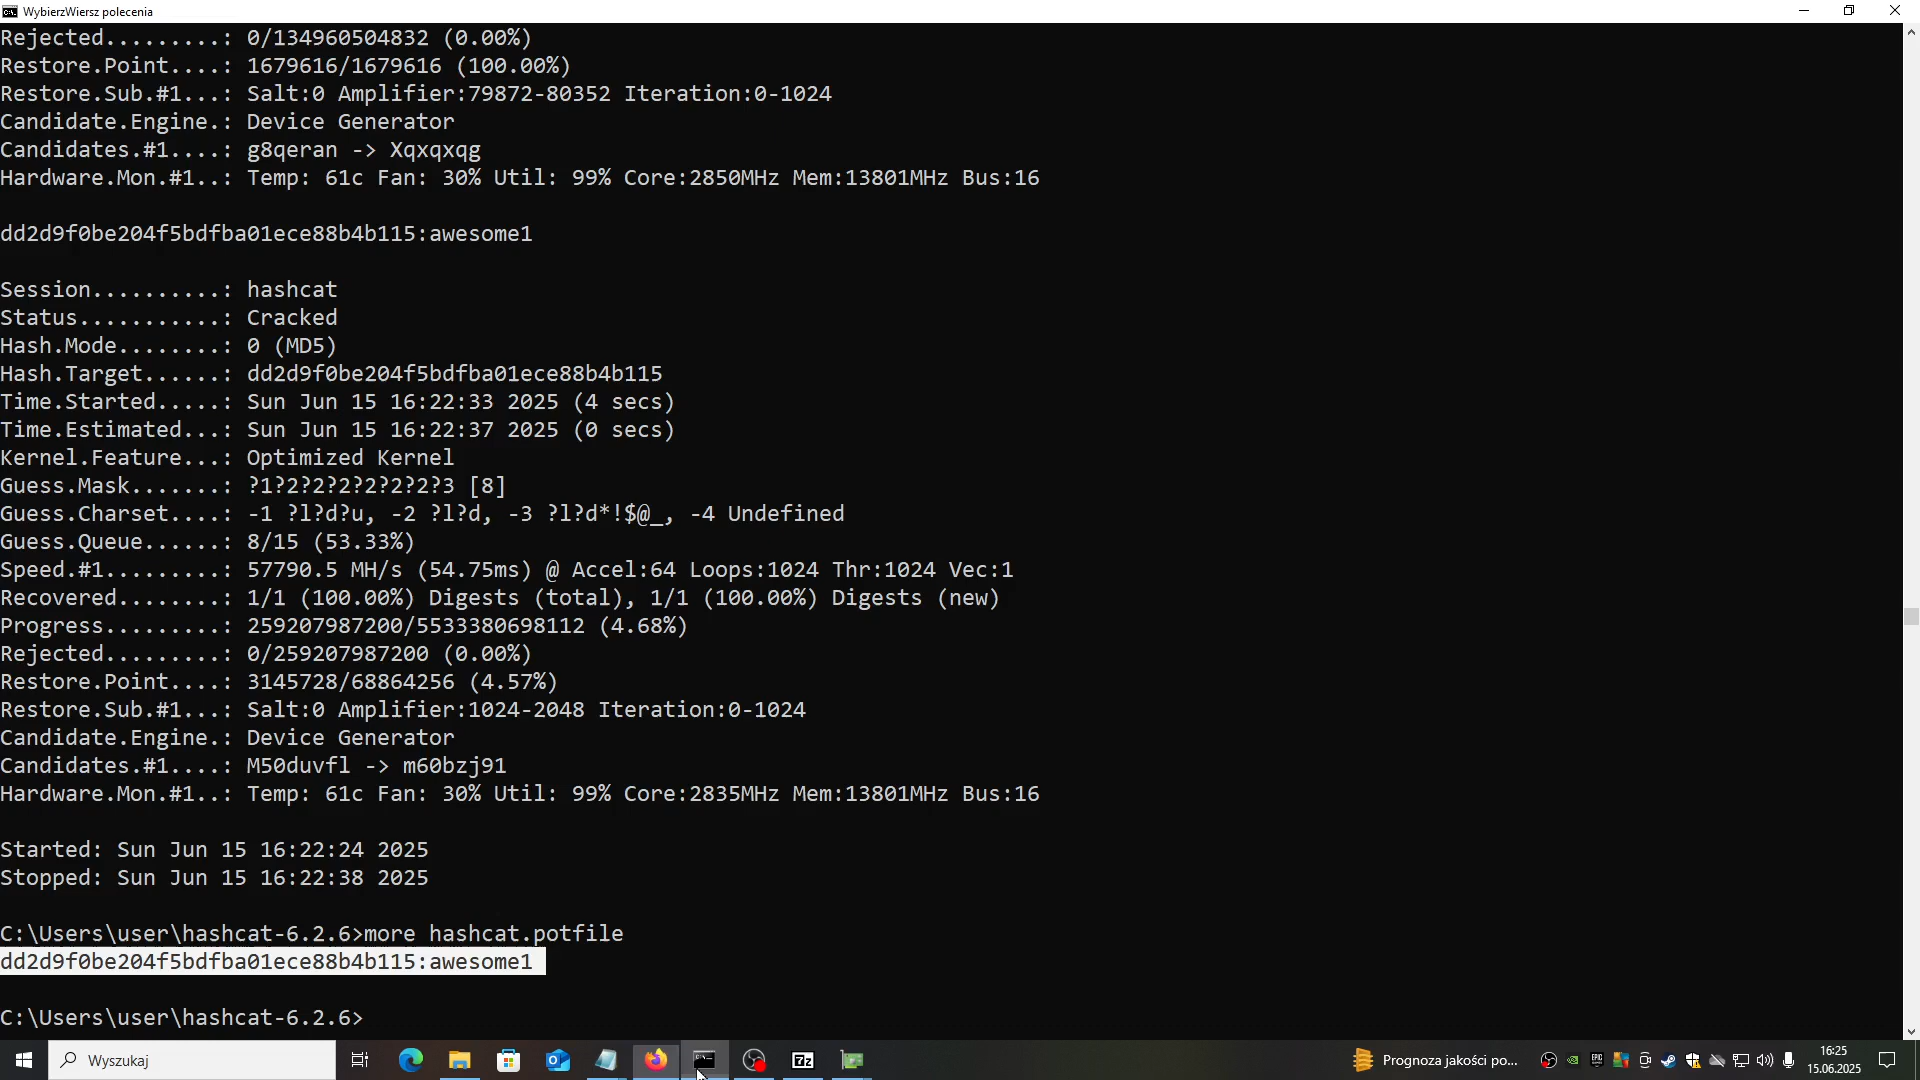 WybierzWiersz polecenia
Rejected.........: 0/134960504832 (0.00%)
Restore.Point....: 1679616/1679616 (100.00%)
Restore.Sub.#1...: Salt:0 Amplifier:79872-80352 Iteration:0-1024
Candidate.Engine.: Device Generator
Candidates.#1....: g8qeran -> Xqxqxqg
Hardware.Mon.#1..: Temp: 61c Fan: 30% Util: 99% Core:2850MHz Mem:13801MHz Bus:16
dd2d9f0be204f5bdfba01ece88b4b115:awesome1
Session..........: hashcat
Status...........: Cracked
Hash.Mode........: 0 (MD5)
Hash.Target......: dd2d9f0be204f5bdfba01ece88b4b115
Time.Started.....: Sun Jun 15 16:22:33 2025 (4 secs)
Time.Estimated...: Sun Jun 15 16:22:37 2025 (0 secs)
Kernel.Feature...: Optimized Kernel
Guess.Mask.......: ?1?2?2?2?2?2?2?3 [8]
Guess.Charset....: -1 ?l?d?u, -2 ?l?d, -3 ?l?d*!$@_, -4 Undefined
Guess.Queue......: 8/15 (53.33%)
Speed.#1.........: 57790.5 MH/s (54.75ms) @ Accel:64 Loops:1024 Thr:1024 Vec:1
Recovered........: 1/1 (100.00%) Digests (total), 1/1 (100.00%) Digests (new)
Progress.........: 259207987200/5533380698112 (4.68%)
Rejected.........: 0/259207987200 (0.00%)
Restore.Point....: 3145728/68864256 (4.57%)
Restore.Sub.#1...: Salt:0 Amplifier:1024-2048 Iteration:0-1024
Candidate.Engine.: Device Generator
Candidates.#1....: M50duvfl -> m60bzj91
Hardware.Mon.#1..: Temp: 61c Fan: 30% Util: 99% Core:2835MHz Mem:13801MHz Bus:16
Started: Sun Jun 15 16:22:24 2025
Stopped: Sun Jun 15 16:22:38 2025
C:\Users\user\hashcat-6.2.6>more hashcat.potfile
dd2d9f0be204f5bdfba01ece88b4b115:awesome1
C:\Users\user\hashcat-6.2.6>
Wyszukaj
7z
Prognoza jakości po...
EPIC
16:25
15.06.2025